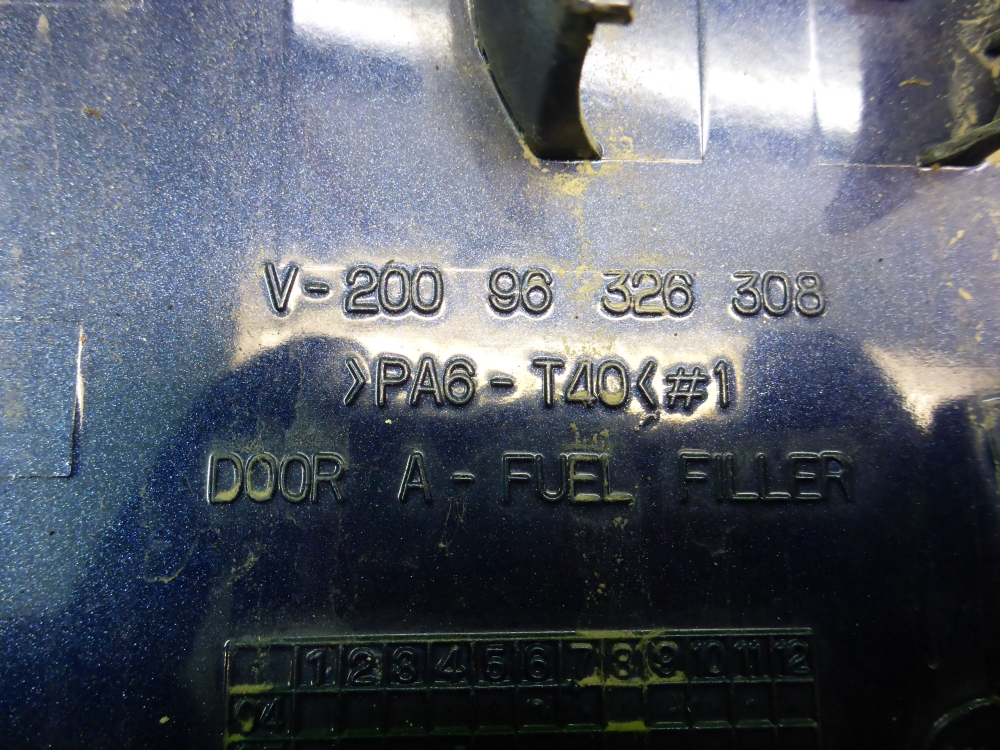 V-200 96 326 308
>PA6-T40< #1
DOOR A-FUEL FILLER
1 2 3 4 5 6 7 8 9 10 11 12
04